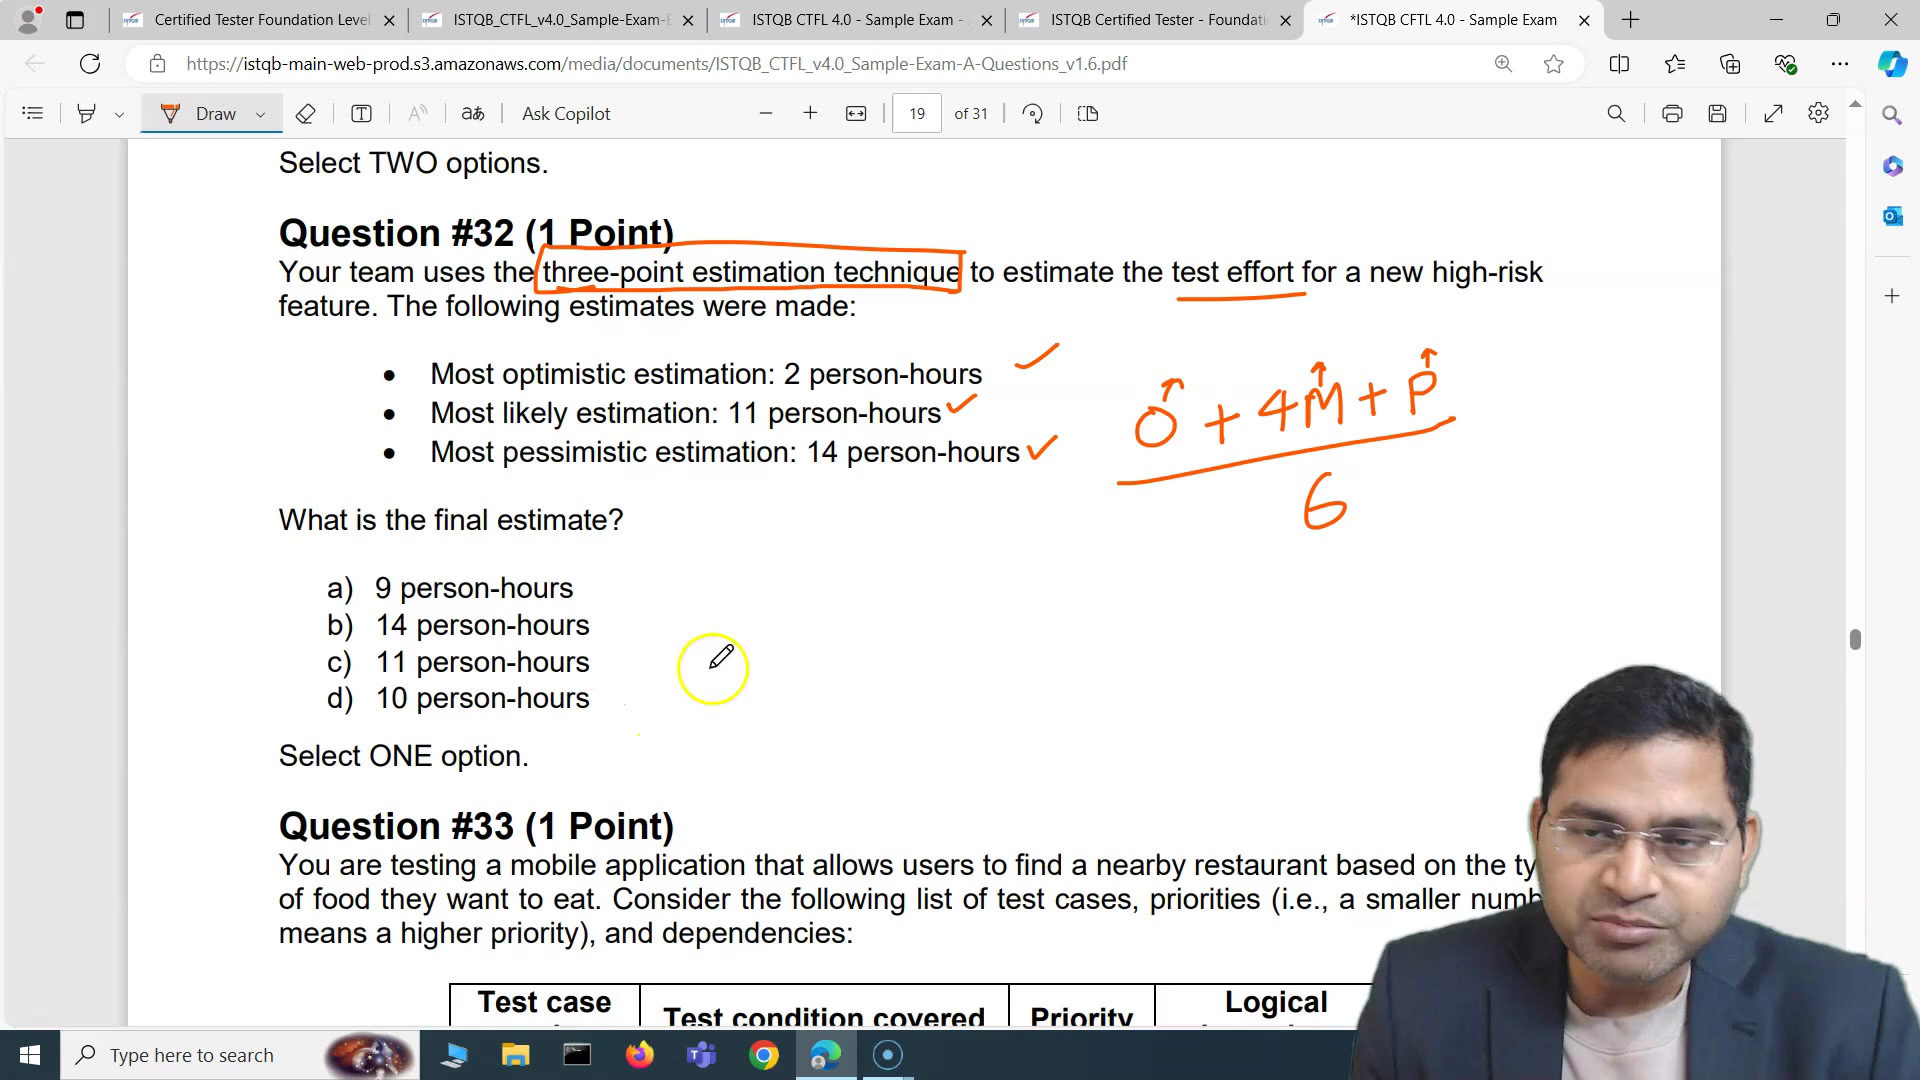 Certified Tester Foundation Level
ISTQB_CTFL_v4.0_Sample-Exam-E
ISTQB CTFL 4.0 - Sample Exam -
ISTQB Certified Tester - Foundati
*ISTQB CFTL 4.0 - Sample Exam
https://istqb-main-web-prod.s3.amazonaws.com/media/documents/ISTQB_CTFL_v4.0_Sample-Exam-A-Questions_v1.6.pdf
Draw
Ask Copilot
19 of 31
Select TWO options.
Question #32 (1 Point)
Your team uses the three-point estimation technique to estimate the test effort for a new high-risk
feature. The following estimates were made:
• Most optimistic estimation: 2 person-hours
• Most likely estimation: 11 person-hours
• Most pessimistic estimation: 14 person-hours
O + 4M + P
6
What is the final estimate?
a) 9 person-hours
b) 14 person-hours
c) 11 person-hours
d) 10 person-hours
Select ONE option.
Question #33 (1 Point)
You are testing a mobile application that allows users to find a nearby restaurant based on the ty
of food they want to eat. Consider the following list of test cases, priorities (i.e., a smaller numb
means a higher priority), and dependencies:
Test case
Test condition covered
Priority
Logical
Type here to search